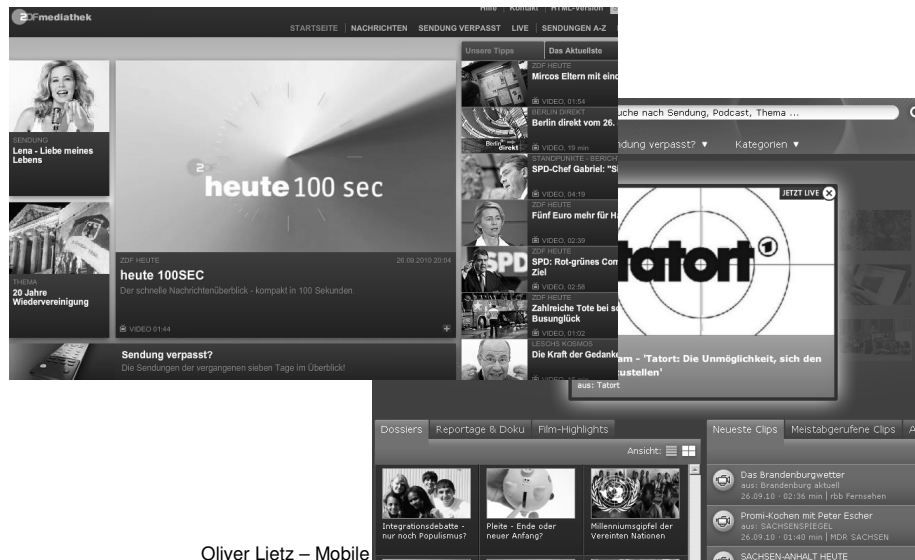 ZDFmediathek
Hilfe Kontakt HTML-Version
STARTSEITE NACHRICHTEN SENDUNG VERPASST LIVE SENDUNGEN A-Z
SENDUNG
Lena - Liebe meines
Lebens
THEMA
20 Jahre
Wiedervereinigung
heute 100 sec
ZDF HEUTE 26.09.2010 20:04
heute 100SEC
Der schnelle Nachrichtenüberblick - kompakt in 100 Sekunden.
VIDEO 01:44
Sendung verpasst?
Die Sendungen der vergangenen sieben Tage im Überblick!
Unsere Tipps Das Aktuellste
ZDF HEUTE
Mircos Eltern mit
VIDEO, 01:54
BERLIN DIREKT
Berlin direkt vom 26.
VIDEO, 19 min
Berlin direkt
STANDPUNKTE - BERICH
SPD-Chef Gabriel: "S
VIDEO, 04:19
ZDF HEUTE
Fünf Euro mehr für H
VIDEO, 02:39
ZDF HEUTE
SPD: Rot-grünes Com
Ziel
VIDEO, 02:58
SPD
ZDF HEUTE
Zahlreiche Tote bei
Busunglück
VIDEO, 01:02
LESCHS KOSMOS
Die Kraft der Gedanke
uche nach Sendung, Podcast, Thema ...
ndung verpasst? Kategorien
JETZT LIVE
tatort
am - 'Tatort: Die Unmöglichkeit, sich den
zustellen'
aus: Tatort
Dossiers Reportage & Doku Film-Highlights
Ansicht:
Integrationsdebatte -
nur noch Populismus?
Pleite - Ende oder
neuer Anfang?
Millenniumsgipfel der
Vereinten Nationen
Neueste Clips Meistabgerufene Clips A
Das Brandenburgwetter
aus: Brandenburg aktuell
26.09.10 · 02:36 min | rbb Fernsehen
Promi-Kochen mit Peter Escher
aus: SACHSENSPIEGEL
26.09.10 · 01:40 min | MDR SACHSEN
SACHSEN-ANHALT HEUTE
Oliver Lietz – Mobile